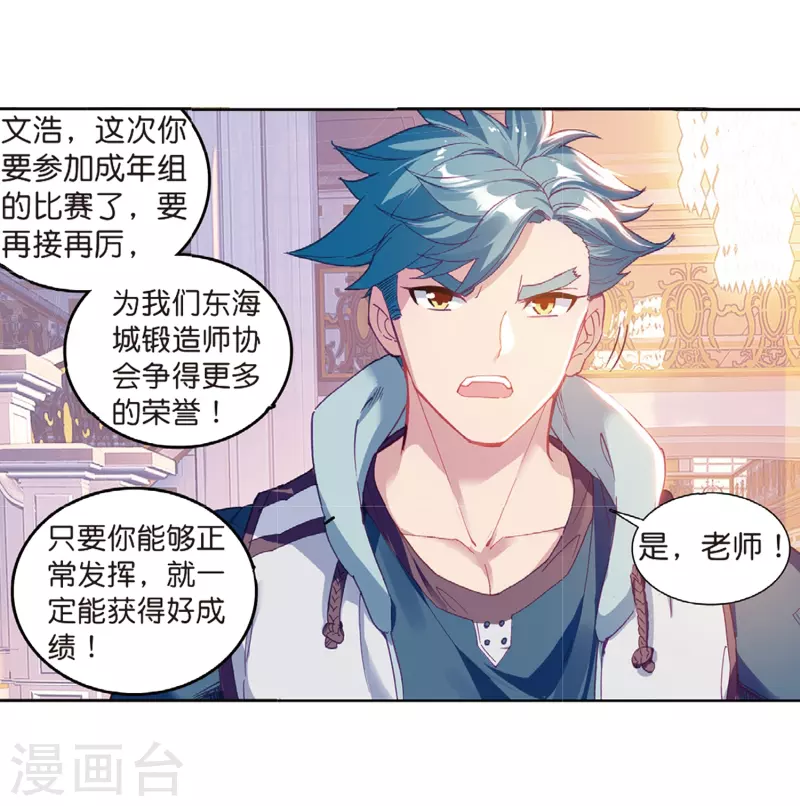 文浩，这次你
要参加成年组
的比赛了，要
再接再厉，
为我们东海
城锻造师协
会争得更多
的荣誉！
只要你能够正
常发挥，就一
定能获得好成
绩！
是，老师！
漫画台